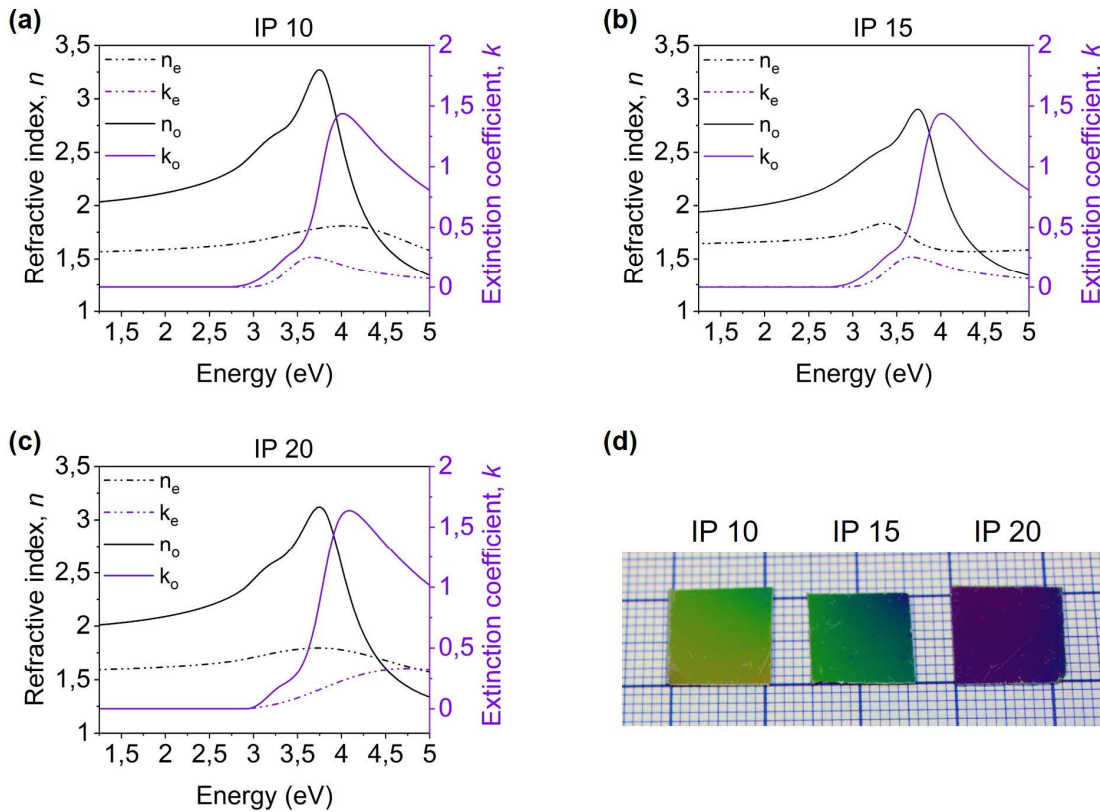 (a)
IP 10
n_e
k_e
n_o
k_o
3,5
3
2,5
2
1,5
1
Refractive index, n
2
1,5
1
0,5
0
Extinction coefficient, k
1,5 2 2,5 3 3,5 4 4,5 5
Energy (eV)
(b)
IP 15
n_e
k_e
n_o
k_o
3,5
3
2,5
2
1,5
1
Refractive index, n
2
1,5
1
0,5
0
Extinction coefficient, k
1,5 2 2,5 3 3,5 4 4,5 5
Energy (eV)
(c)
IP 20
n_e
k_e
n_o
k_o
3,5
3
2,5
2
1,5
1
Refractive index, n
2
1,5
1
0,5
0
Extinction coefficient, k
1,5 2 2,5 3 3,5 4 4,5 5
Energy (eV)
(d)
IP 10 IP 15 IP 20